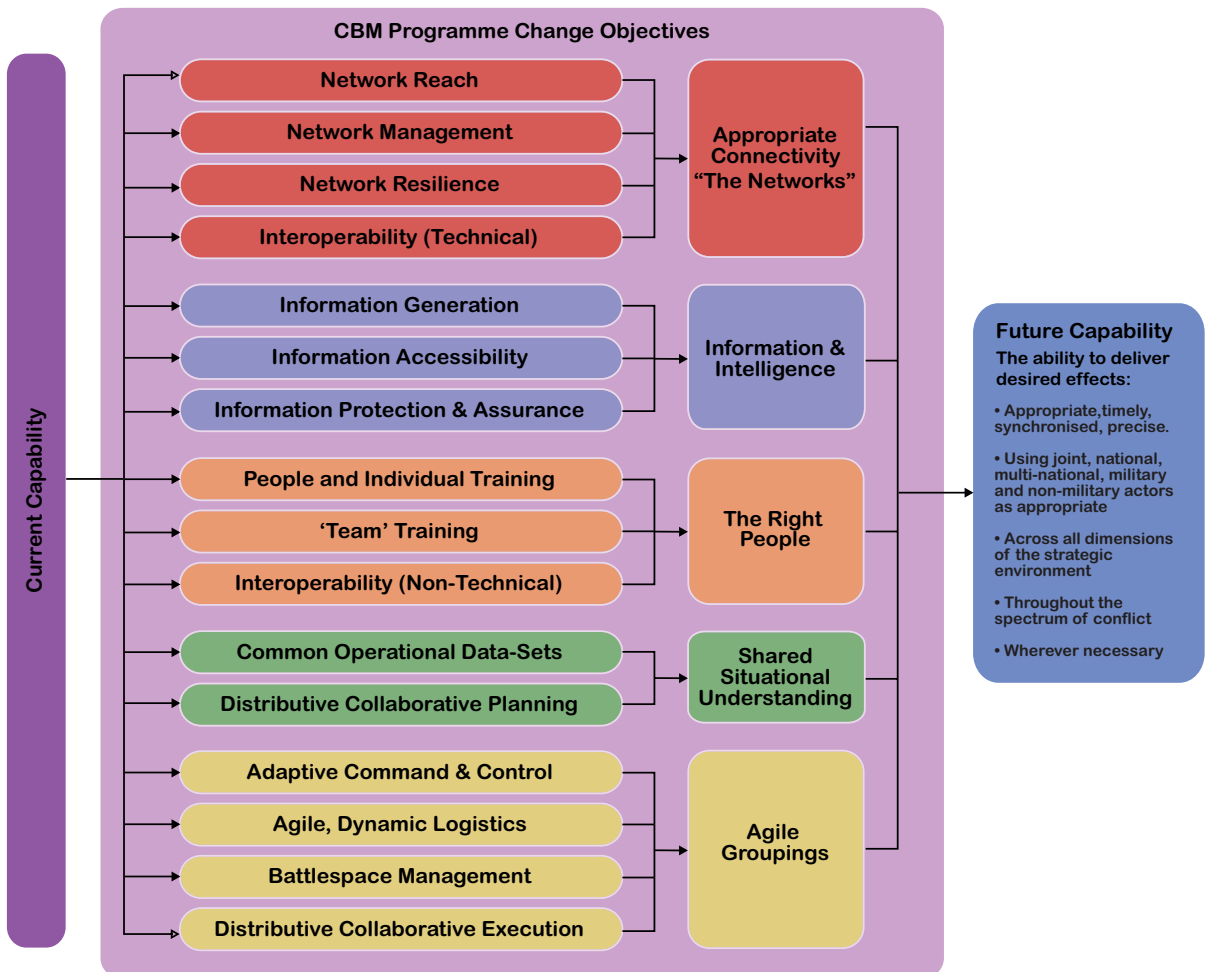 CBM Programme Change Objectives
Current Capability
Network Reach
Network Management
Network Resilience
Interoperability (Technical)
Appropriate
Connectivity
“The Networks”
Information Generation
Information Accessibility
Information Protection & Assurance
Information &
Intelligence
People and Individual Training
‘Team’ Training
Interoperability (Non-Technical)
The Right
People
Common Operational Data-Sets
Distributive Collaborative Planning
Shared
Situational
Understanding
Adaptive Command & Control
Agile, Dynamic Logistics
Battlespace Management
Distributive Collaborative Execution
Agile
Groupings
Future Capability
The ability to deliver
desired effects:
• Appropriate,timely,
synchronised, precise.
• Using joint, national,
multi-national, military
and non-military actors
as appropriate
• Across all dimensions
of the strategic
environment
• Throughout the
spectrum of conflict
• Wherever necessary